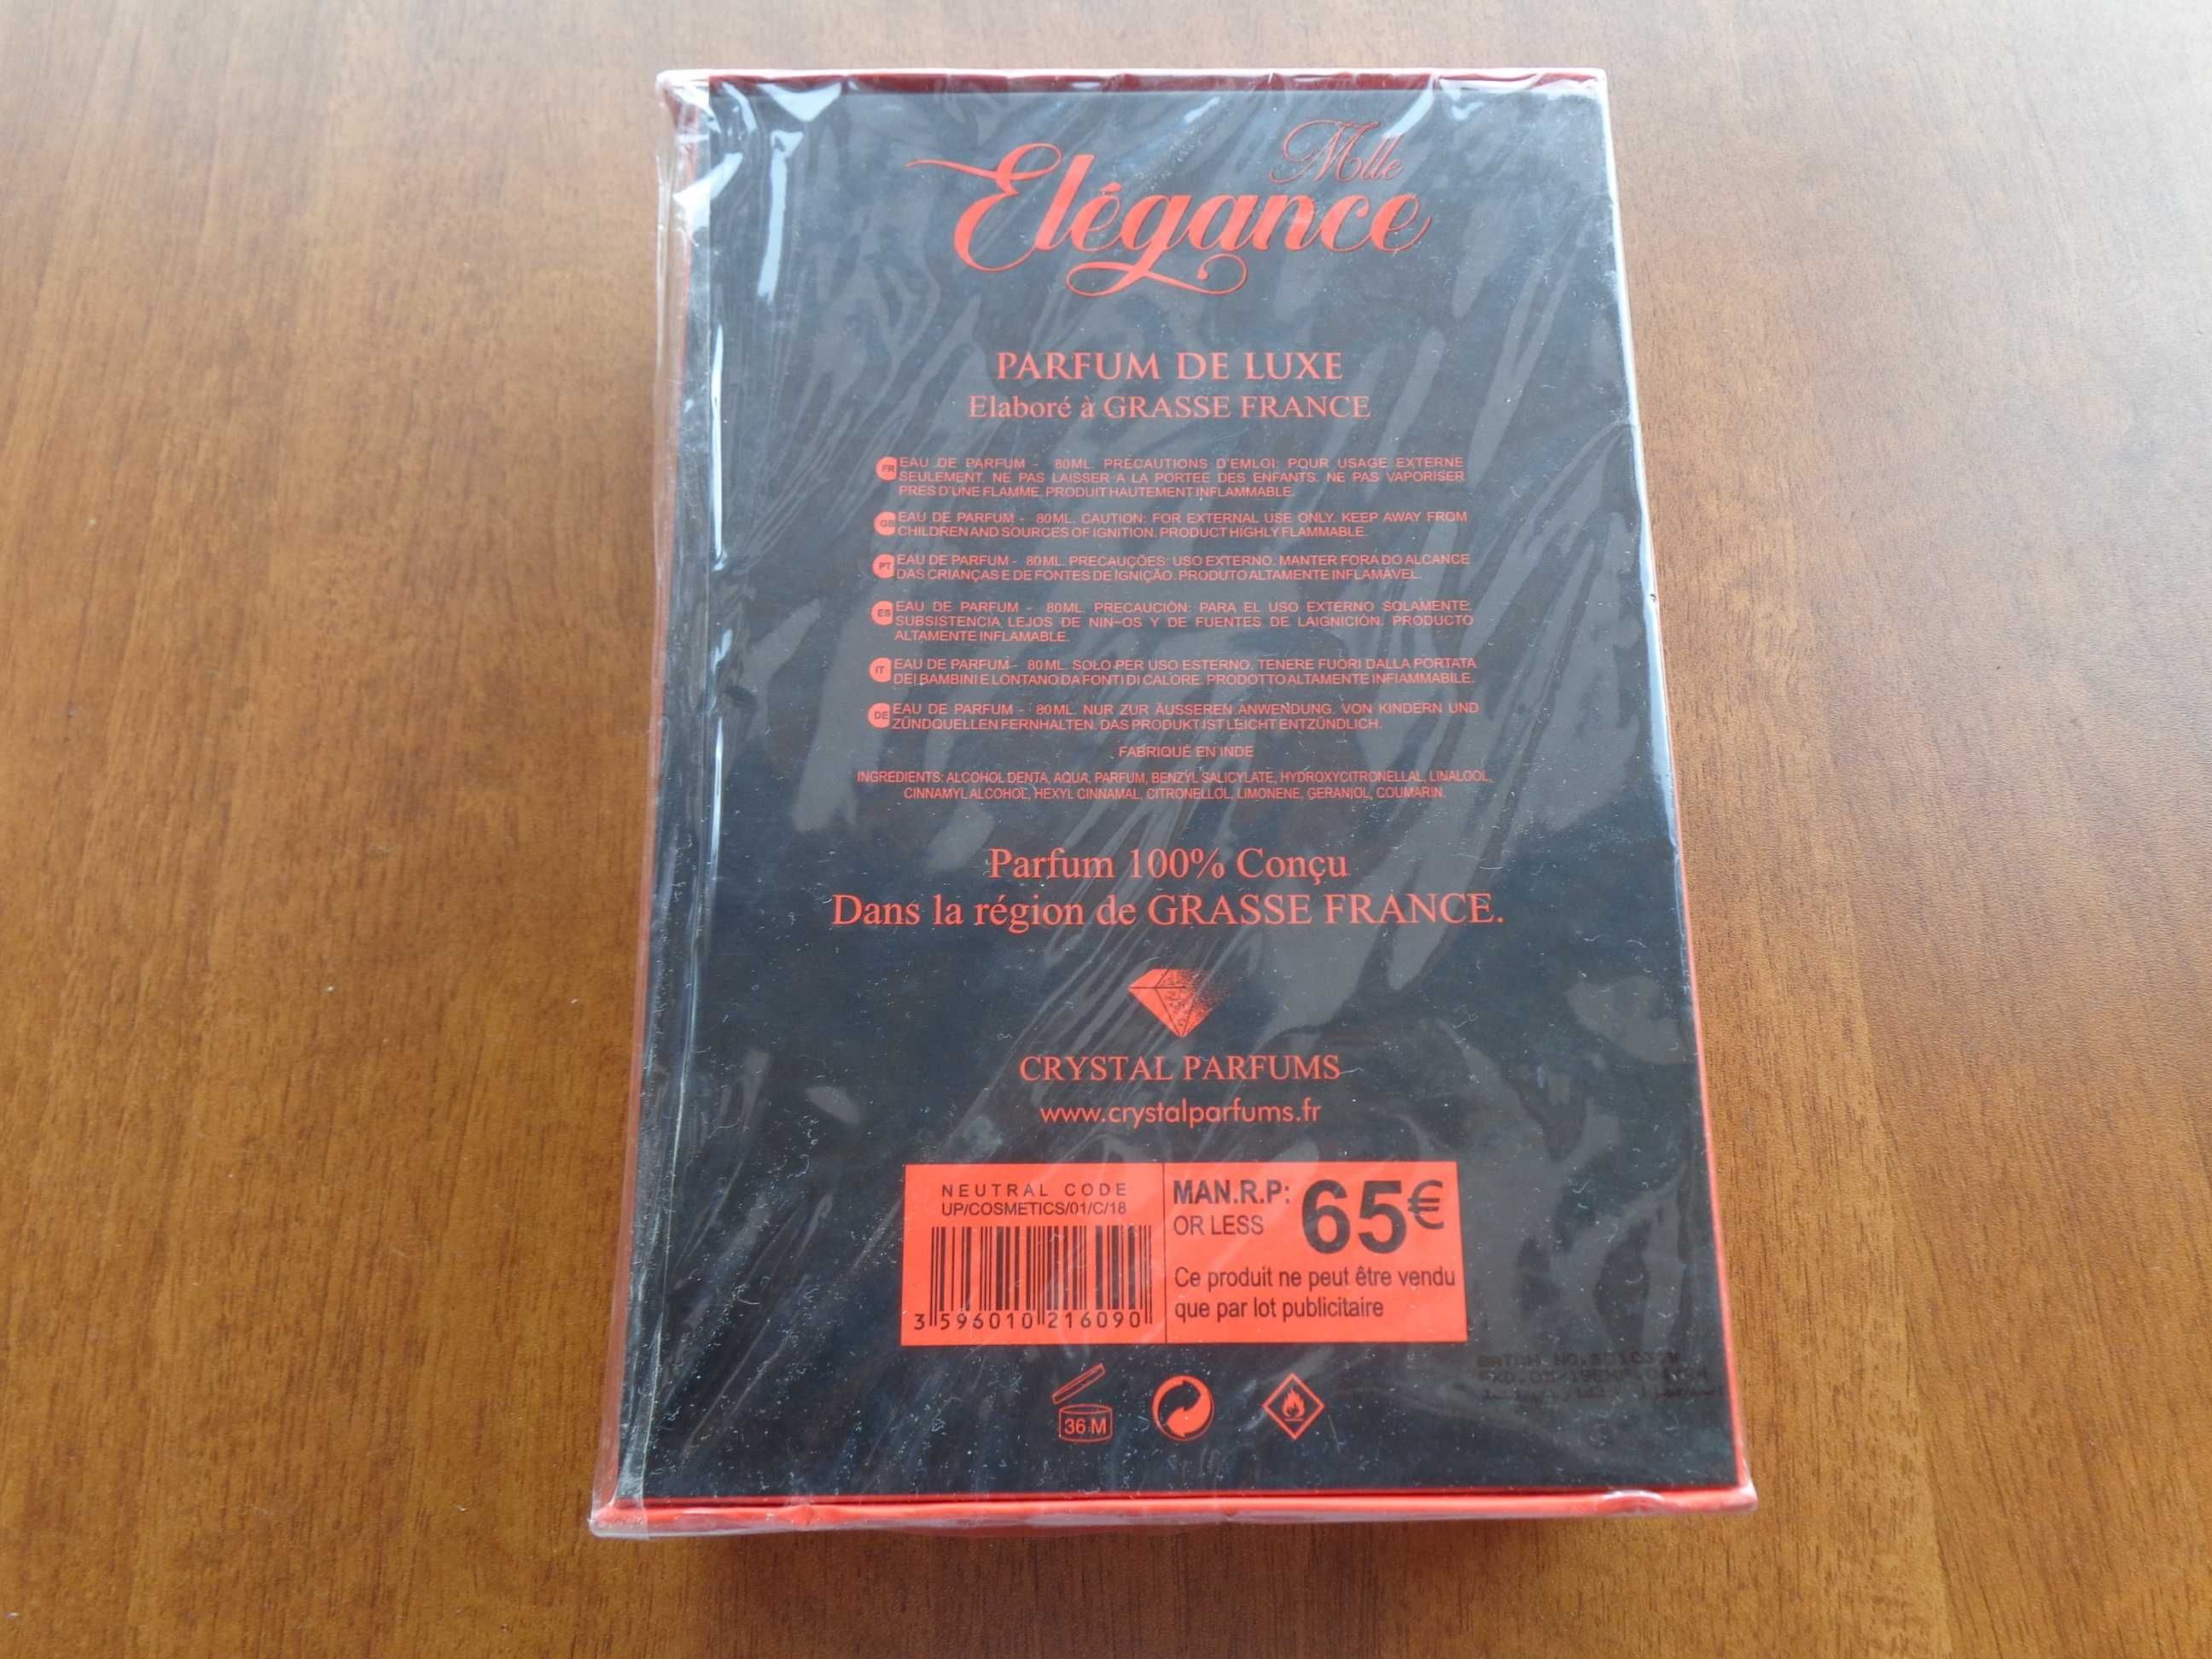 Mlle
Elégance
PARFUM DE LUXE
Elaboré à GRASSE FRANCE
FR EAU DE PARFUM - 80ML. PRÉCAUTIONS D'EMLOI: POUR USAGE EXTERNE
SEULEMENT. NE PAS LAISSER A LA PORTEE DES ENFANTS. NE PAS VAPORISER
PRES D'UNE FLAMME. PRODUIT HAUTEMENT INFLAMMABLE.
GB EAU DE PARFUM - 80ML. CAUTION: FOR EXTERNAL USE ONLY. KEEP AWAY FROM
CHILDREN AND SOURCES OF IGNITION. PRODUCT HIGHLY FLAMMABLE.
PT EAU DE PARFUM - 80ML. PRECAUÇÕES: USO EXTERNO. MANTER FORA DO ALCANCE
DAS CRIANÇAS E DE FONTES DE IGNIÇÃO. PRODUTO ALTAMENTE INFLAMÁVEL.
ES EAU DE PARFUM - 80ML. PRECAUCIÓN: PARA EL USO EXTERNO SOLAMENTE:
SUBSISTENCIA LEJOS DE NIN~OS Y DE FUENTES DE LAIGNICIÓN. PRODUCTO
ALTAMENTE INFLAMABLE.
IT EAU DE PARFUM - 80ML. SOLO PER USO ESTERNO. TENERE FUORI DALLA PORTATA
DEI BAMBINI E LONTANO DA FONTI DI CALORE. PRODOTTO ALTAMENTE INFIAMMABILE.
DE EAU DE PARFUM - 80ML. NUR ZUR ÄUSSEREN ANWENDUNG. VON KINDERN UND
ZÜNDQUELLEN FERNHALTEN. DAS PRODUKT IST LEICHT ENTZÜNDLICH.
FABRIQUÉ EN INDE
INGREDIENTS: ALCOHOL DENTA, AQUA, PARFUM, BENZYL SALICYLATE, HYDROXYCITRONELLAL, LINALOOL,
CINNAMYL ALCOHOL, HEXYL CINNAMAL, CITRONELLOL, LIMONENE, GERANIOL, COUMARIN.
Parfum 100% Conçu
Dans la région de GRASSE FRANCE.
CRYSTAL PARFUMS
www.crystalparfums.fr
NEUTRAL CODE
UP/COSMETICS/01/C/18
3 596010 216090
MAN.R.P:
OR LESS
65€
Ce produit ne peut être vendu
que par lot publicitaire
BATCH NO.
36 M